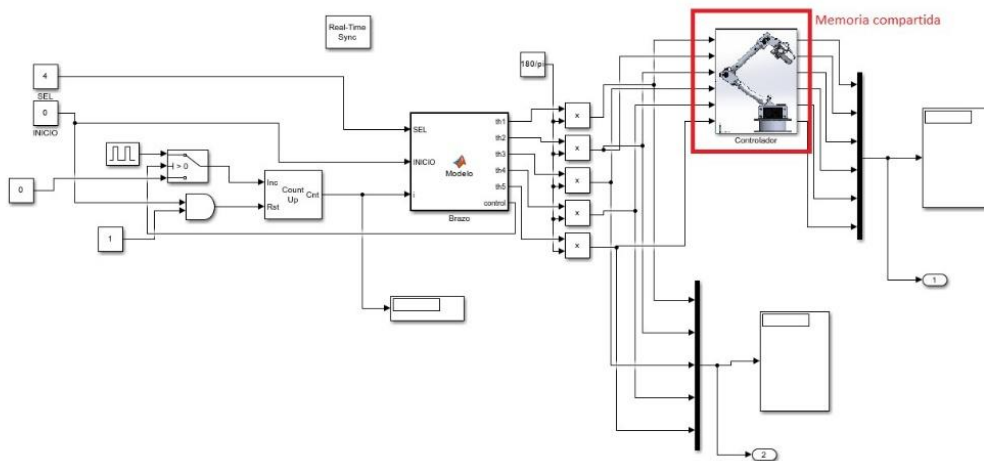 Memoria compartida
Real-Time
Sync
180/pi
4
SEL
0
INICIO
0
> 0
1
Inc
Rst
Count
Up
Cnt
SEL
INICIO
i
Modelo
th1
th2
th3
th4
th5
control
Brazo
x
x
x
x
x
Controlador
1
2